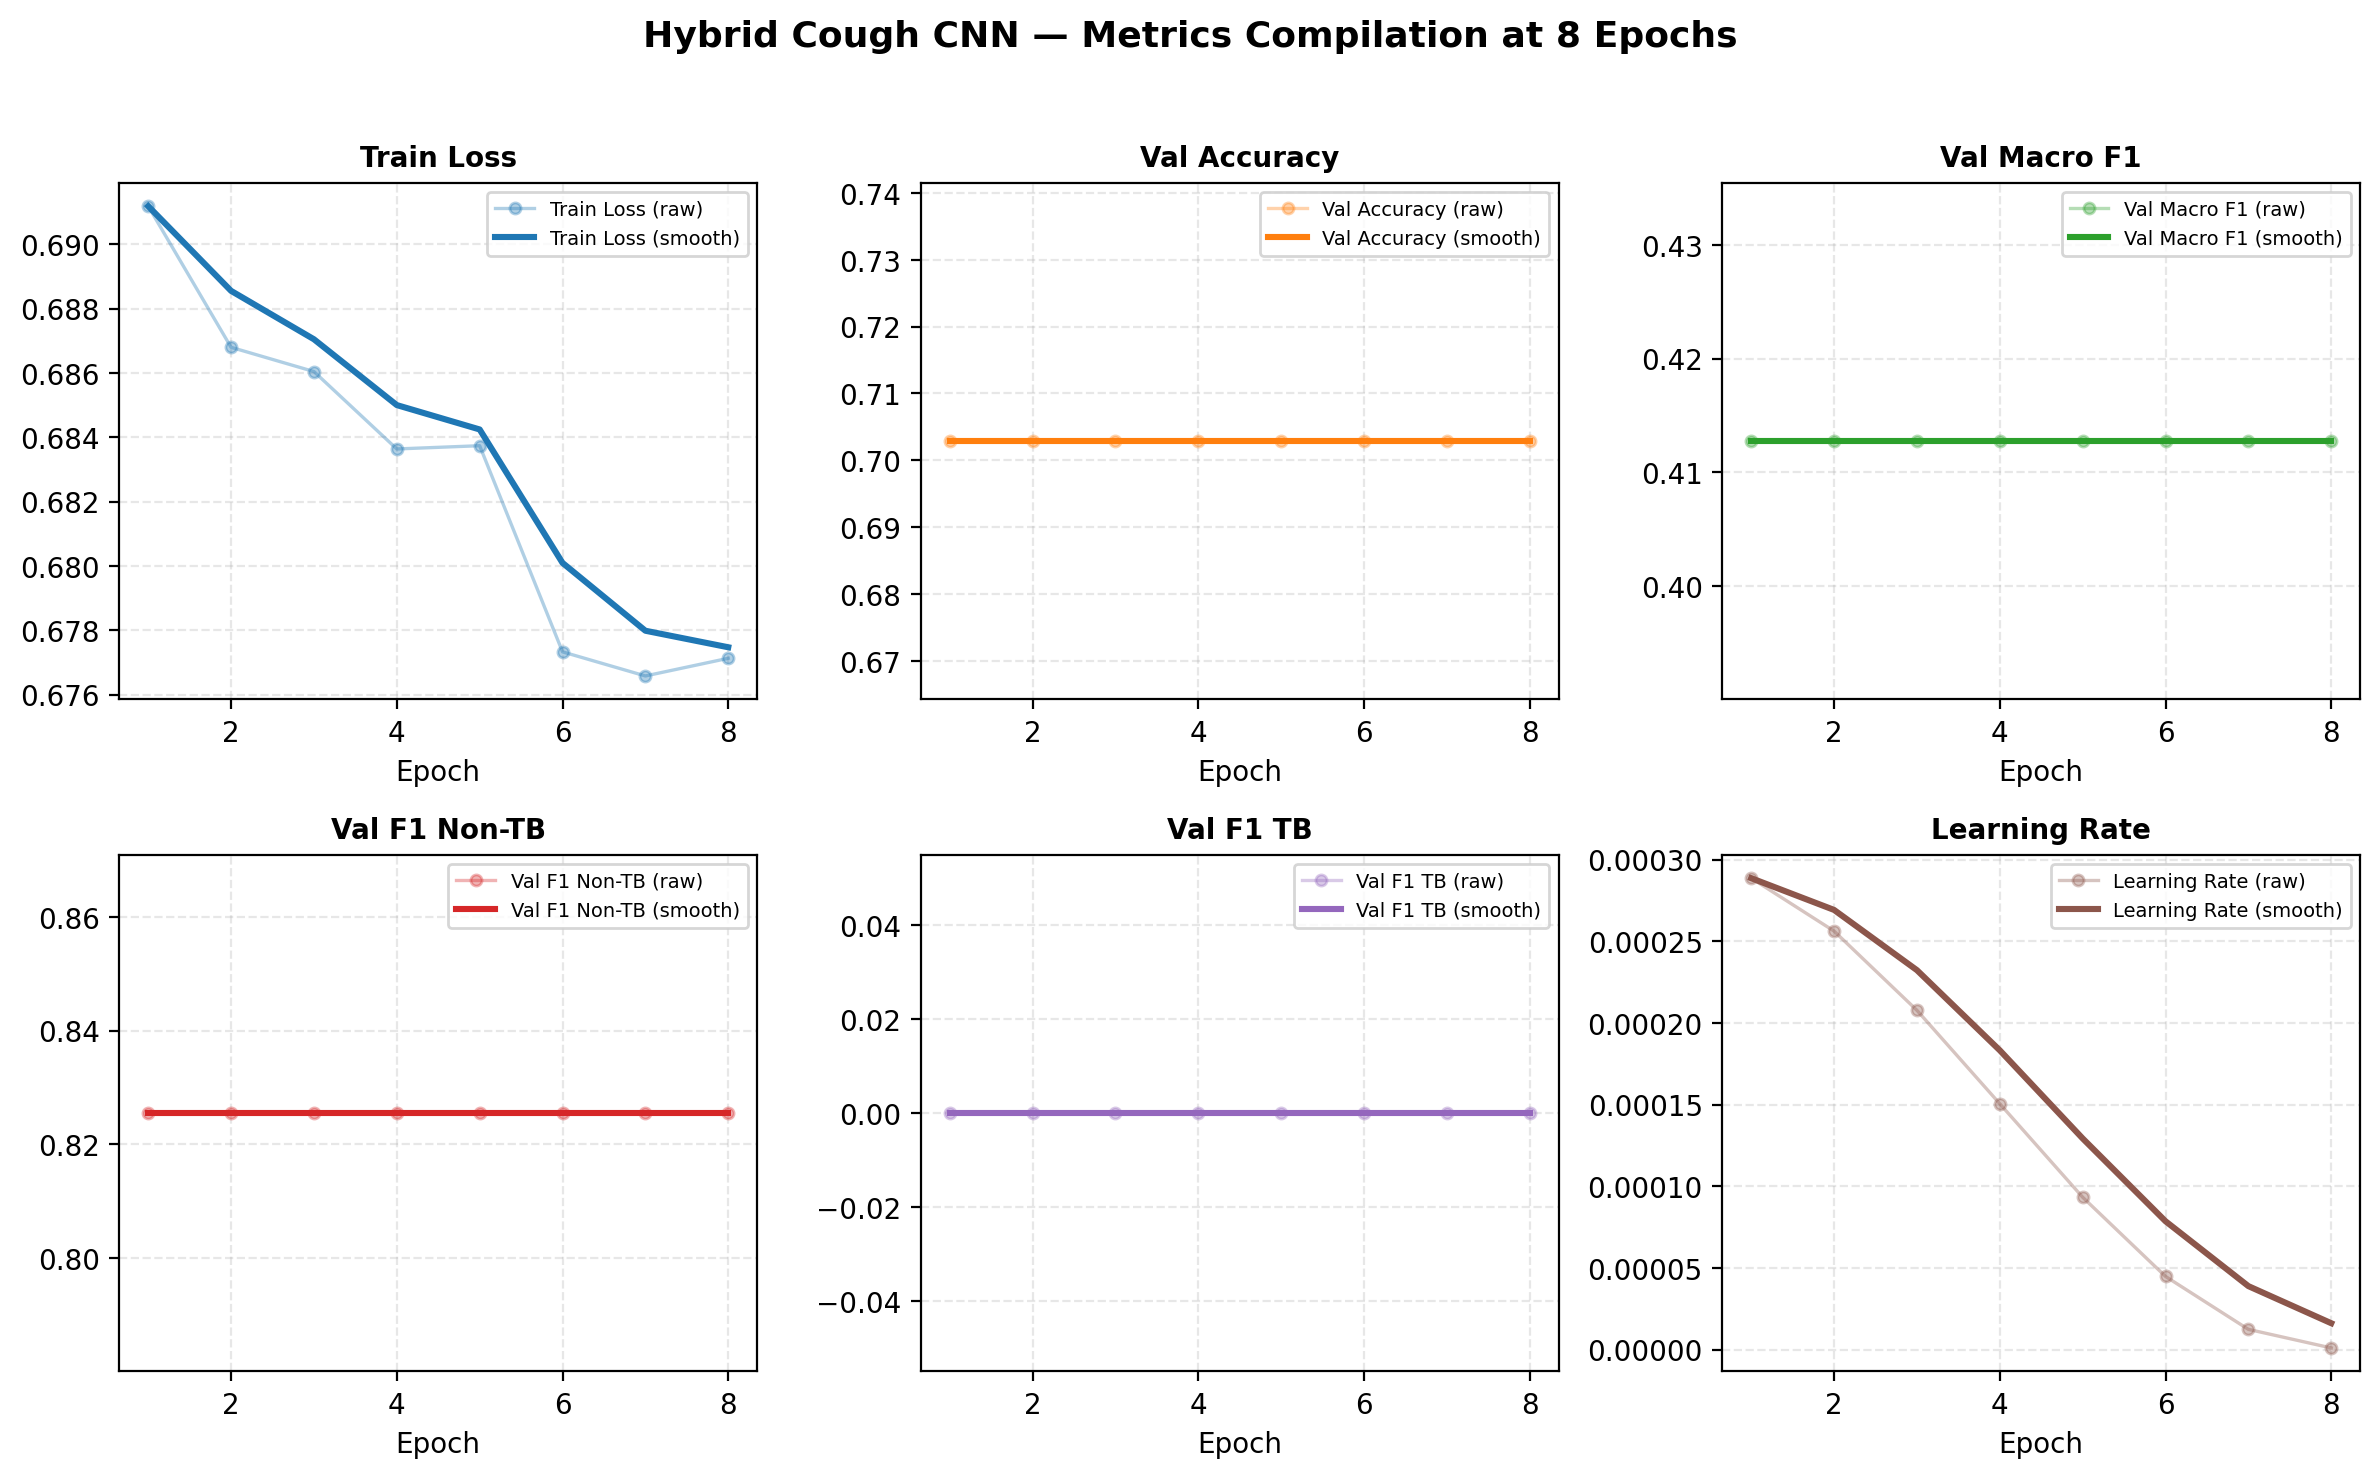 Hybrid Cough CNN — Metrics Compilation at 8 Epochs
Train Loss
Train Loss (raw)
Train Loss (smooth)
0.690
0.688
0.686
0.684
0.682
0.680
0.678
0.676
2 4 6 8
Epoch
Val Accuracy
Val Accuracy (raw)
Val Accuracy (smooth)
0.74
0.73
0.72
0.71
0.70
0.69
0.68
0.67
2 4 6 8
Epoch
Val Macro F1
Val Macro F1 (raw)
Val Macro F1 (smooth)
0.43
0.42
0.41
0.40
2 4 6 8
Epoch
Val F1 Non-TB
Val F1 Non-TB (raw)
Val F1 Non-TB (smooth)
0.86
0.84
0.82
0.80
2 4 6 8
Epoch
Val F1 TB
Val F1 TB (raw)
Val F1 TB (smooth)
0.04
0.02
0.00
−0.02
−0.04
2 4 6 8
Epoch
Learning Rate
Learning Rate (raw)
Learning Rate (smooth)
0.00030
0.00025
0.00020
0.00015
0.00010
0.00005
0.00000
2 4 6 8
Epoch